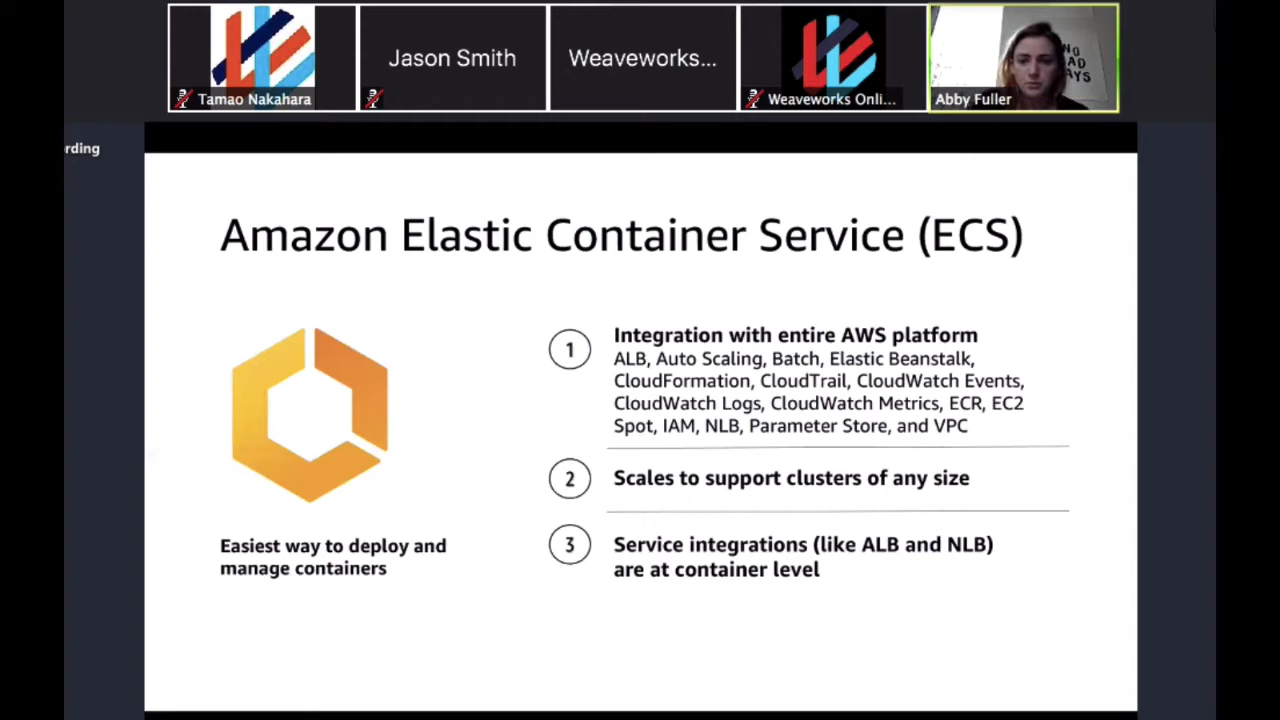 Tamao Nakahara
Jason Smith
Weaveworks...
Weaveworks Onli...
Abby Fuller
NO
BAD
DAYS
rding
Amazon Elastic Container Service (ECS)
Easiest way to deploy and
manage containers
1
Integration with entire AWS platform
ALB, Auto Scaling, Batch, Elastic Beanstalk,
CloudFormation, CloudTrail, CloudWatch Events,
CloudWatch Logs, CloudWatch Metrics, ECR, EC2
Spot, IAM, NLB, Parameter Store, and VPC
2
Scales to support clusters of any size
3
Service integrations (like ALB and NLB)
are at container level